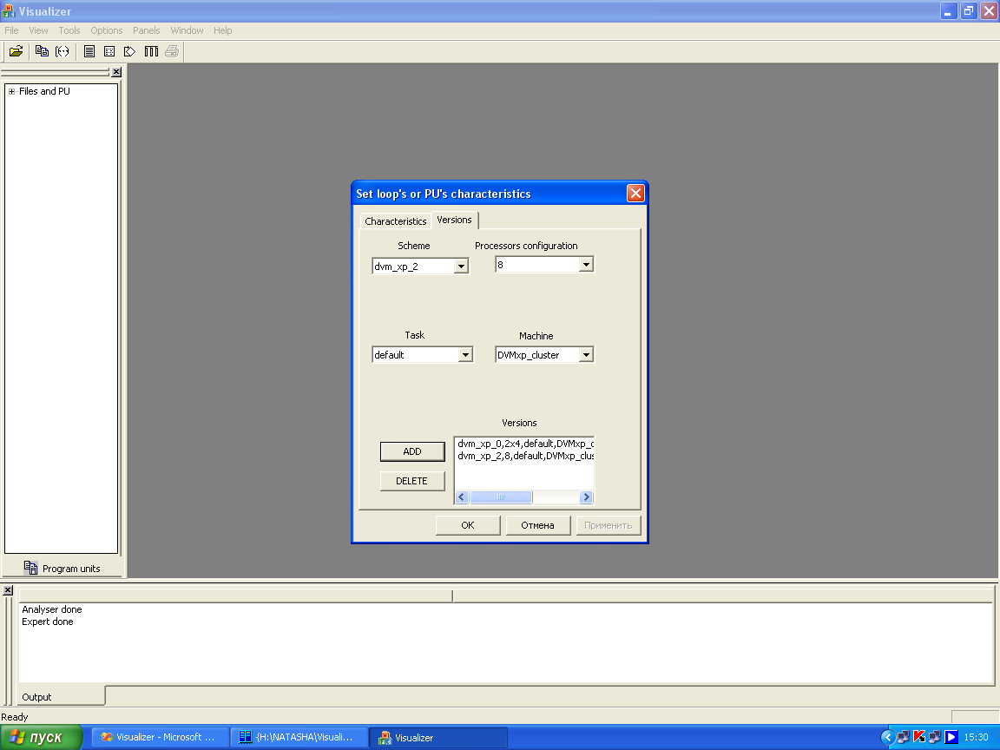 Visualizer
File View Tools Options Panels Window Help
Files and PU
Set loop's or PU's characteristics
Characteristics Versions
Scheme Processors configuration
dvm_xp_2 8
Task Machine
default DVMxp_cluster
Versions
dvm_xp_0,2x4,default,DVMxp_c
dvm_xp_2,8,default,DVMxp_clus
ADD
DELETE
OK Отмена Применить
Program units
Analyser done
Expert done
Output
Ready
пуск Visualizer - Microsoft ... {H:\NATASHA\Visuali... Visualizer 15:30